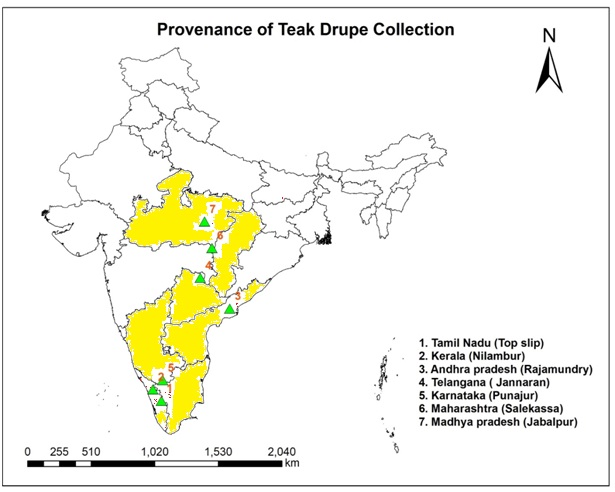 Provenance of Teak Drupe Collection
N
7
6
4
3
5
2
1
1. Tamil Nadu (Top slip)
2. Kerala (Nilambur)
3. Andhra pradesh (Rajamundry)
4. Telangana ( Jannaran)
5. Karnataka (Punajur)
6. Maharashtra (Salekassa)
7. Madhya pradesh (Jabalpur)
0 255 510 1,020 1,530 2,040
km